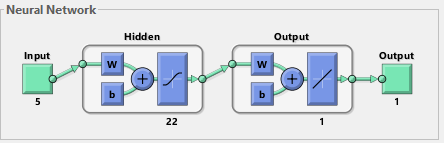 Neural Network
Hidden Output
Input Output
W W
b b
5 22 1 1